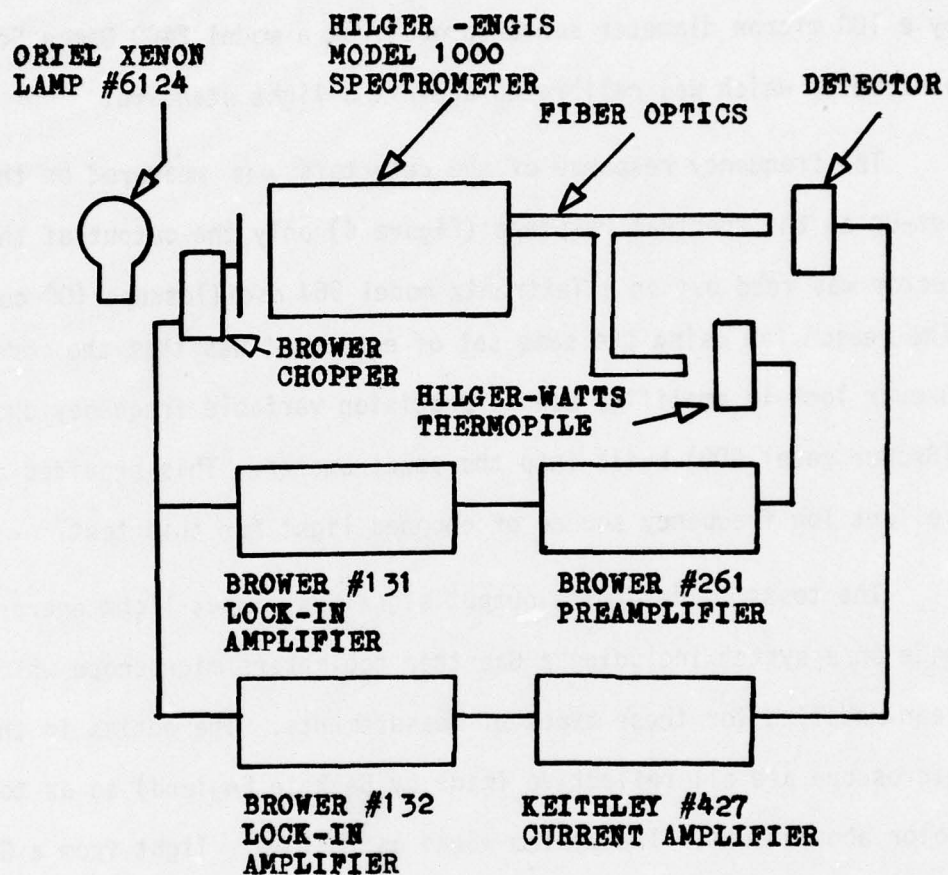 HILGER -ENGIS
MODEL 1000
SPECTROMETER
ORIEL XENON
LAMP #6124
DETECTOR
FIBER OPTICS
BROWER
CHOPPER
HILGER-WATTS
THERMOPILE
BROWER #131
LOCK-IN
AMPLIFIER
BROWER #261
PREAMPLIFIER
BROWER #132
LOCK-IN
AMPLIFIER
KEITHLEY #427
CURRENT AMPLIFIER